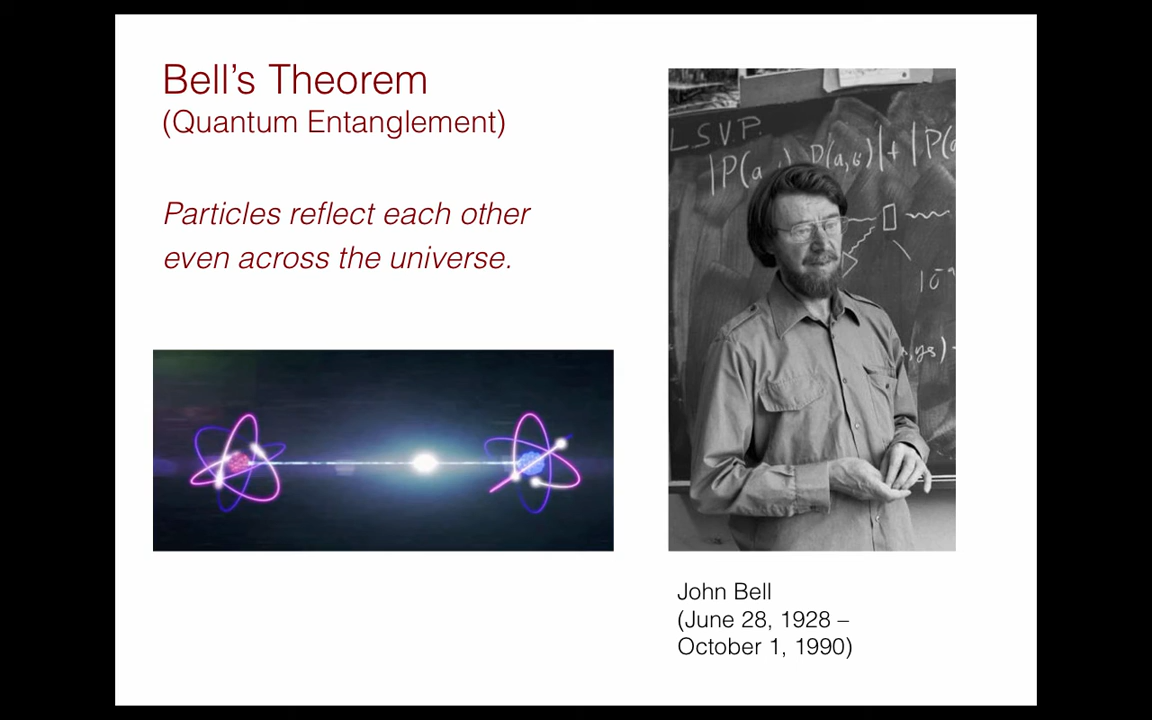 Bell's Theorem
(Quantum Entanglement)
Particles reflect each other
even across the universe.
L.S.V.P.
John Bell
(June 28, 1928 –
October 1, 1990)